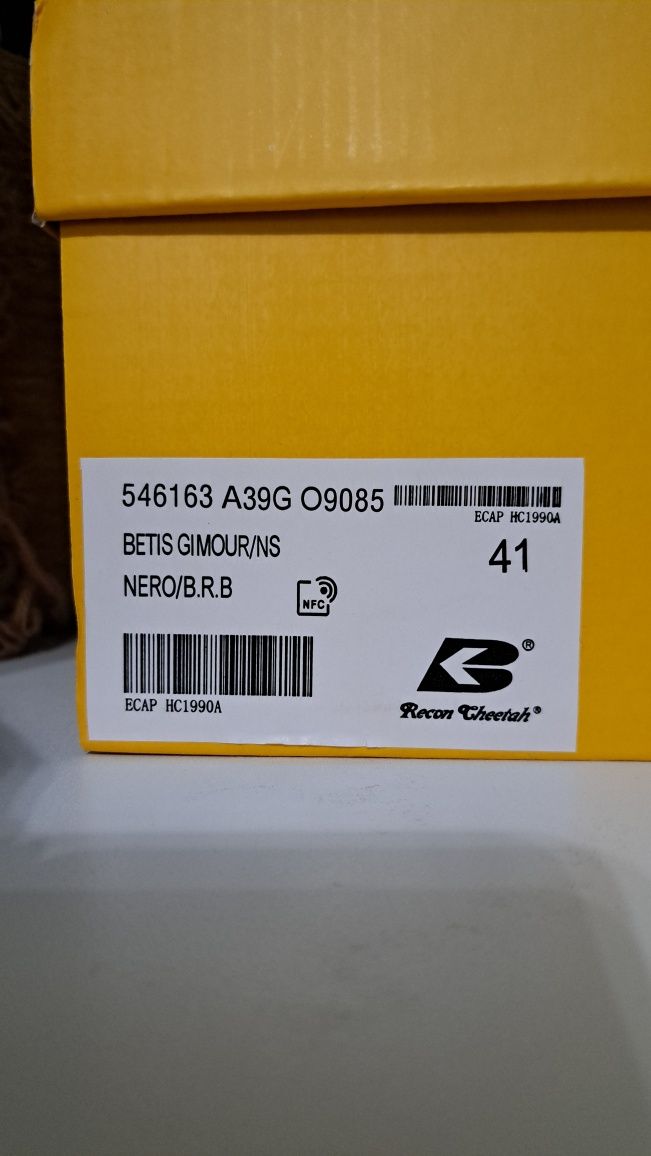 546163 A39G O9085
ECAP HC1990A
BETIS GIMOUR/NS
41
NERO/B.R.B
NFC
ECAP HC1990A
B®
Recon Cheetah®